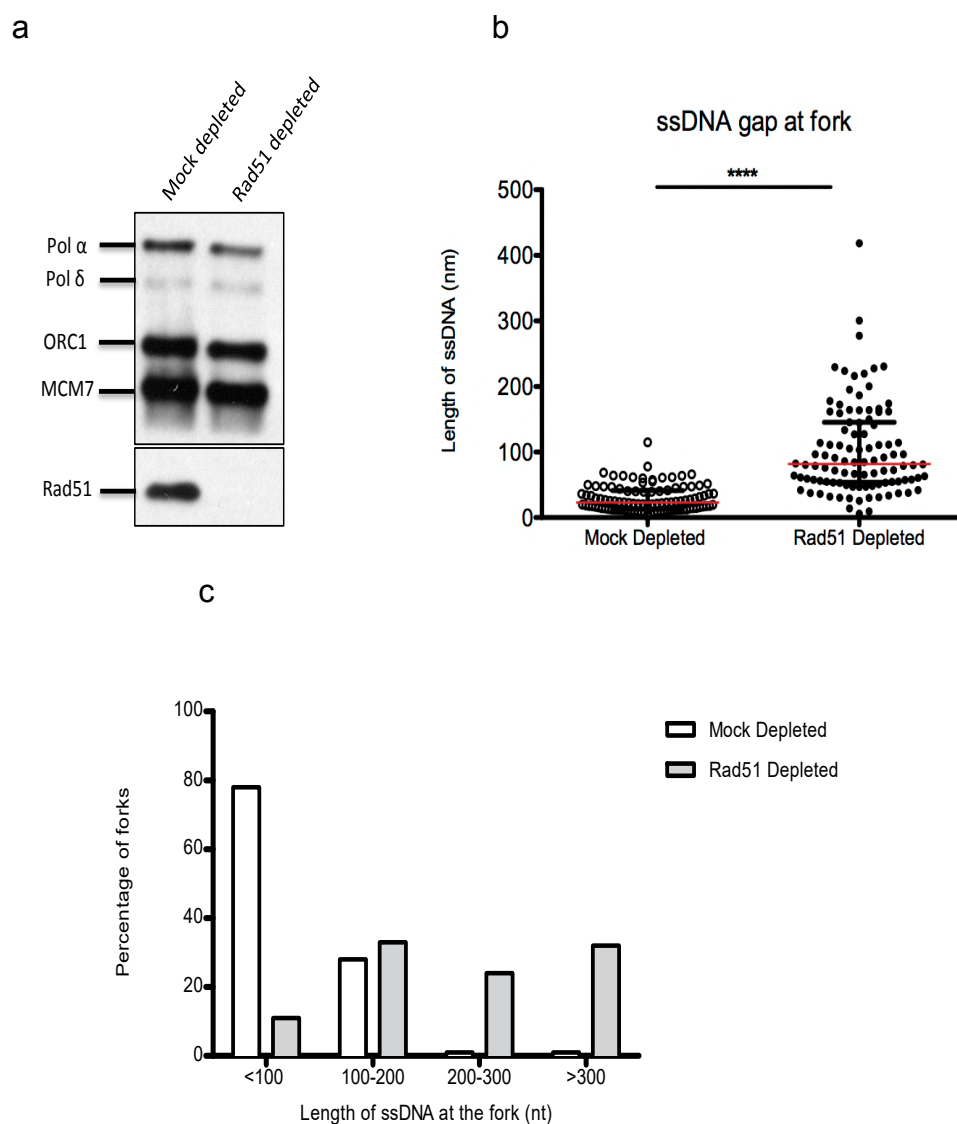 a
Mock depleted
Rad51 depleted
Pol α
Pol δ
ORC1
MCM7
Rad51
b
ssDNA gap at fork
****
Length of ssDNA (nm)
500
400
300
200
100
0
Mock Depleted
Rad51 Depleted
c
Percentage of forks
100
80
60
40
20
0
<100
100-200
200-300
>300
Length of ssDNA at the fork (nt)
Mock Depleted
Rad51 Depleted